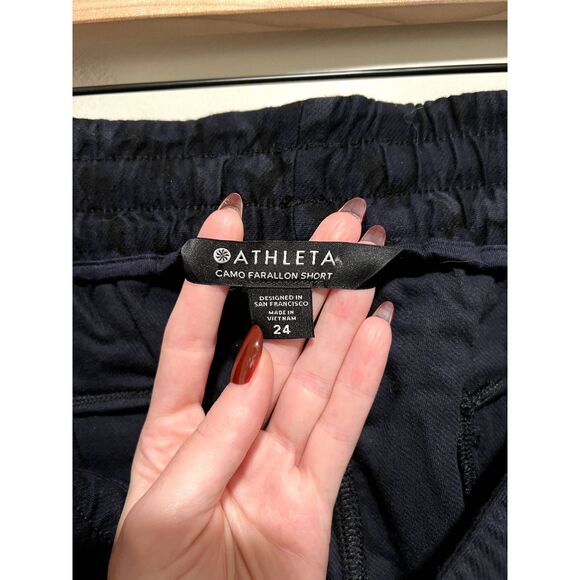 ATHLETA
CAMO FARALLON SHORT
DESIGNED IN
SAN FRANCISCO
MADE IN
VIETNAM
24